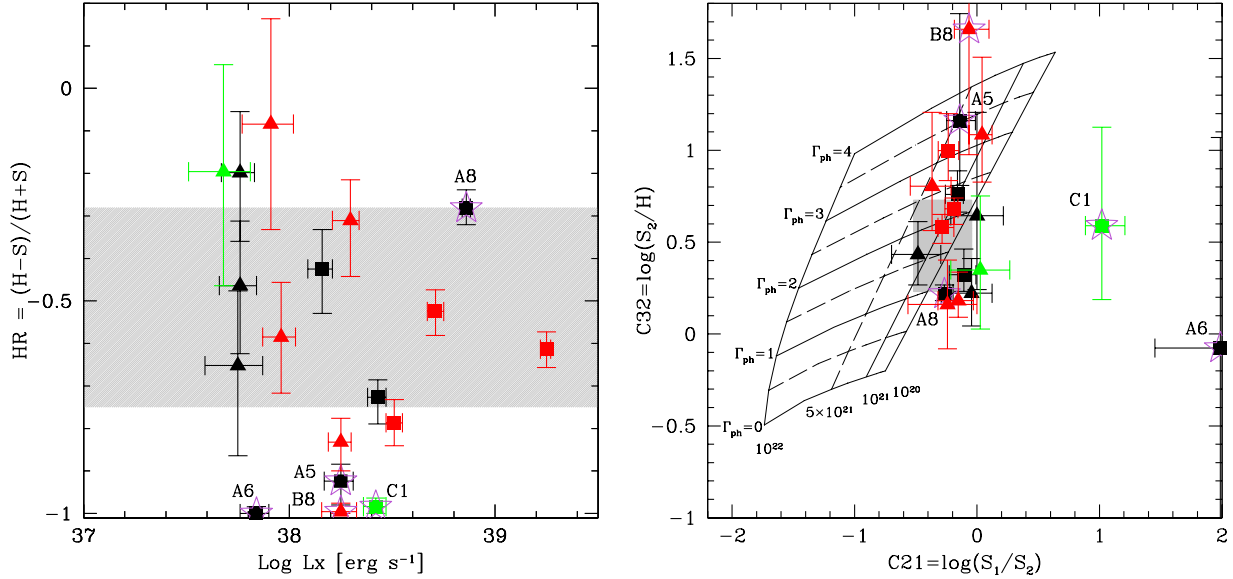 0
−0.5
−1
37
38
39
HR = (H−S)/(H+S)
Log Lx [erg s⁻¹]
A8
A5
A6
B8
C1
1.5
1
0.5
0
−0.5
−1
−2
−1
0
1
2
C32=log(S₂/H)
C21=log(S₁/S₂)
B8
A5
Γₚₕ=4
Γₚₕ=3
C1
Γₚₕ=2
A8
A6
Γₚₕ=1
Γₚₕ=0
10²²
5×10²¹
10²¹
10²⁰